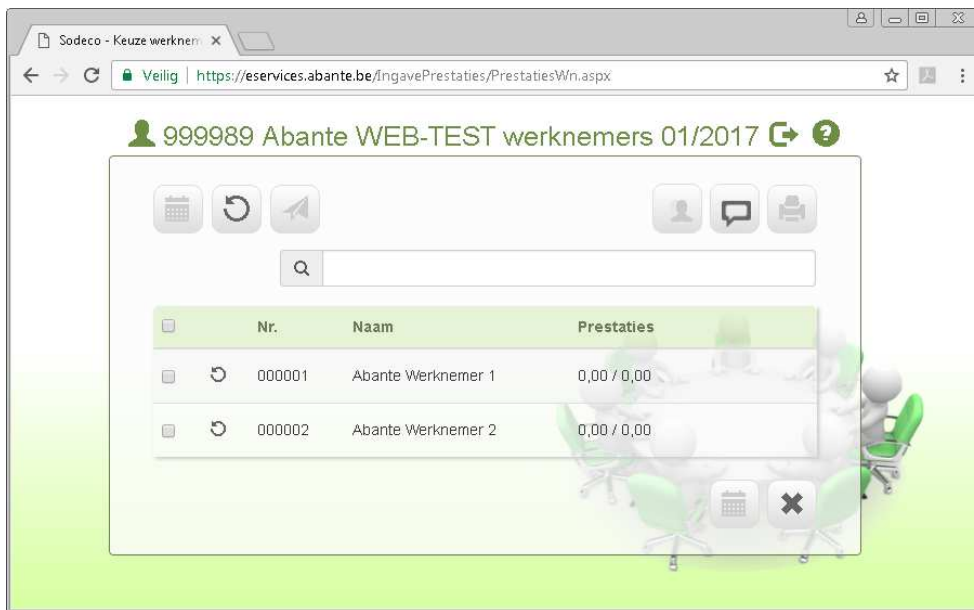 Sodeco - Keuze werknem
Veilig https://eservices.abante.be/IngavePrestaties/PrestatiesWn.aspx
999989 Abante WEB-TEST werknemers 01/2017
Nr. Naam Prestaties
000001 Abante Werknemer 1 0,00 / 0,00
000002 Abante Werknemer 2 0,00 / 0,00